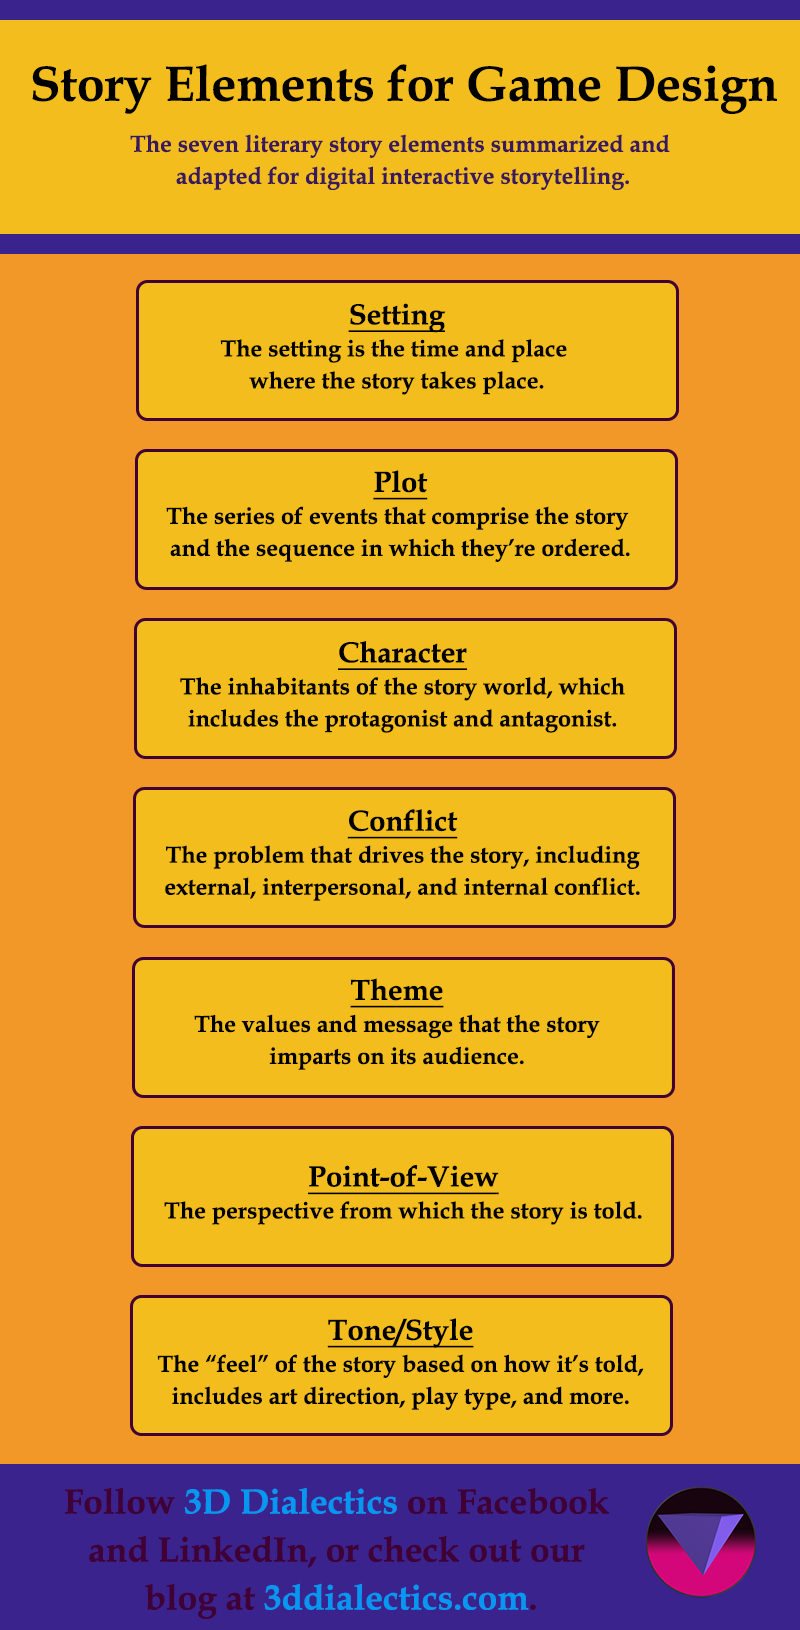 Story Elements for Game Design
The seven literary story elements summarized and
adapted for digital interactive storytelling.
Setting
The setting is the time and place
where the story takes place.
Plot
The series of events that comprise the story
and the sequence in which they’re ordered.
Character
The inhabitants of the story world, which
includes the protagonist and antagonist.
Conflict
The problem that drives the story, including
external, interpersonal, and internal conflict.
Theme
The values and message that the story
imparts on its audience.
Point-of-View
The perspective from which the story is told.
Tone/Style
The “feel” of the story based on how it’s told,
includes art direction, play type, and more.
Follow 3D Dialectics on Facebook
and LinkedIn, or check out our
blog at 3ddialectics.com.